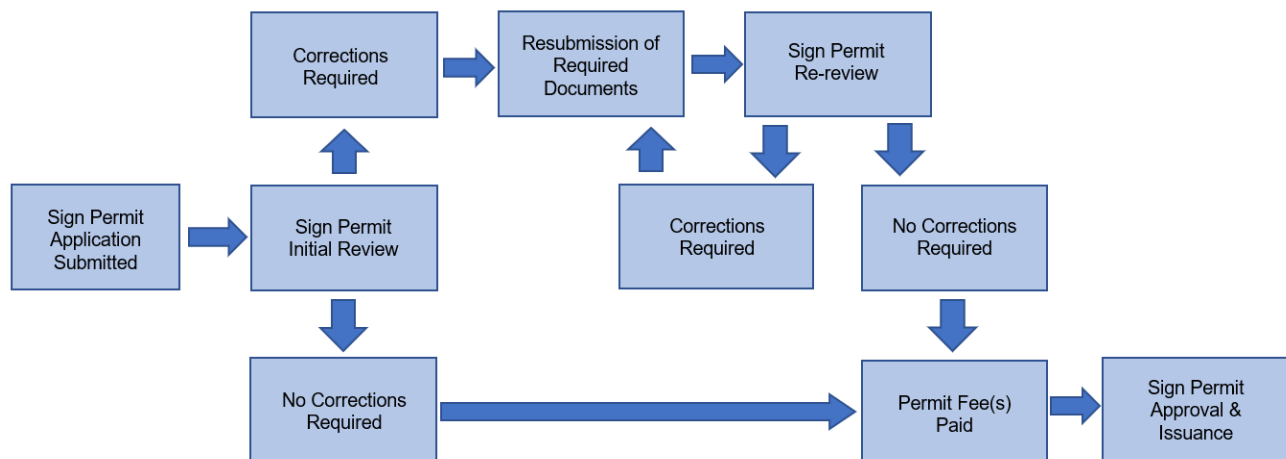 Corrections
Required
Resubmission of
Required
Documents
Sign Permit
Re-review
Sign Permit
Application
Submitted
Sign Permit
Initial Review
Corrections
Required
No Corrections
Required
No Corrections
Required
Permit Fee(s)
Paid
Sign Permit
Approval &
Issuance